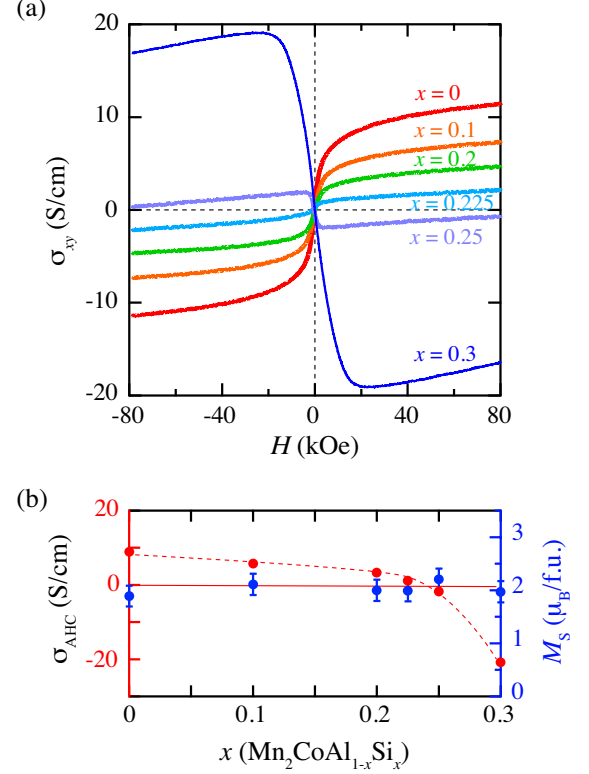 (a)
20
10
0
-10
-20
σxy (S/cm)
x = 0
x = 0.1
x = 0.2
x = 0.225
x = 0.25
x = 0.3
-80 -40 0 40 80
H (kOe)
(b)
20
0
-20
σAHC (S/cm)
3
2
1
0
MS (μB/f.u.)
0 0.1 0.2 0.3
x (Mn2CoAl1-xSix)